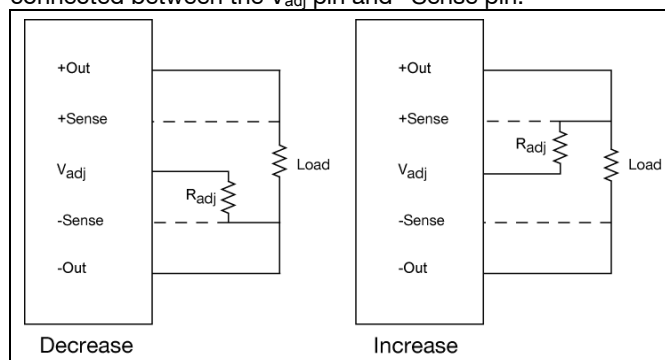 connected between the Vadj pin and
Sense pin.
+Out
+Sense
Vadj
-Sense
-Out
Radj
Load
Decrease
+Out
+Sense
Vadj
-Sense
-Out
Radj
Load
Increase